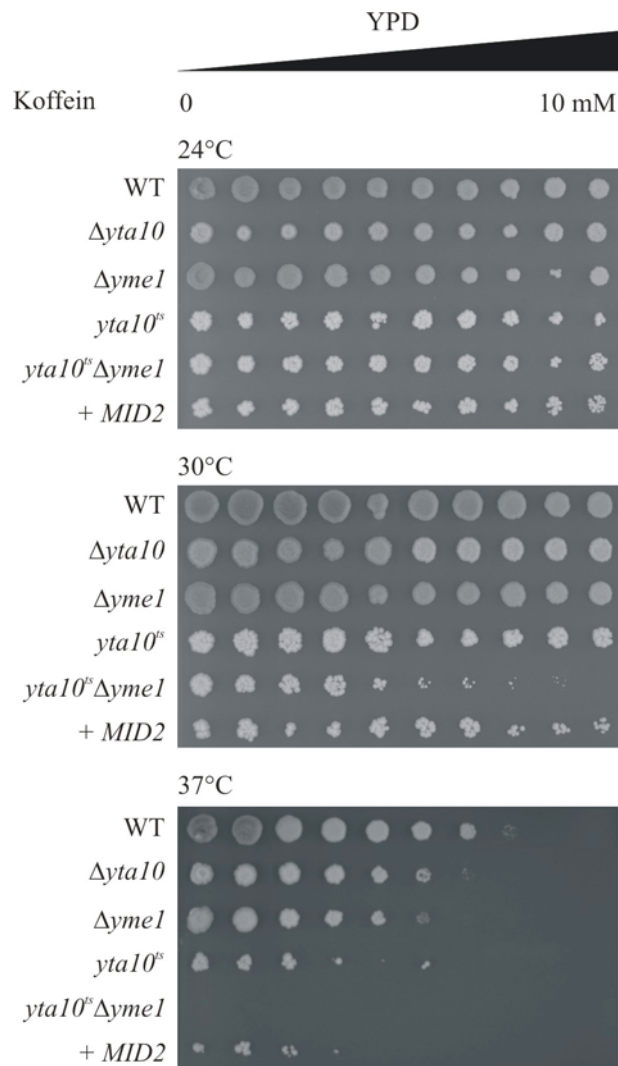 YPD
Koffein 0 10 mM
24°C
WT
Δyta10
Δyme1
yta10ts
yta10tsΔyme1
+ MID2
30°C
WT
Δyta10
Δyme1
yta10ts
yta10tsΔyme1
+ MID2
37°C
WT
Δyta10
Δyme1
yta10ts
yta10tsΔyme1
+ MID2